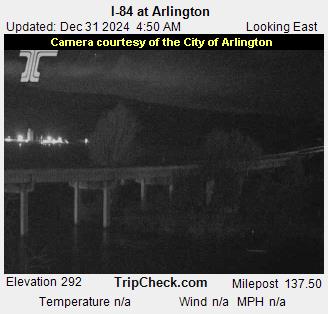 I-84 at Arlington
Updated: Dec 31 2024 4:50 AM Looking East
Camera courtesy of the City of Arlington
Elevation 292 TripCheck.com Milepost 137.50
Temperature n/a Wind n/a MPH n/a